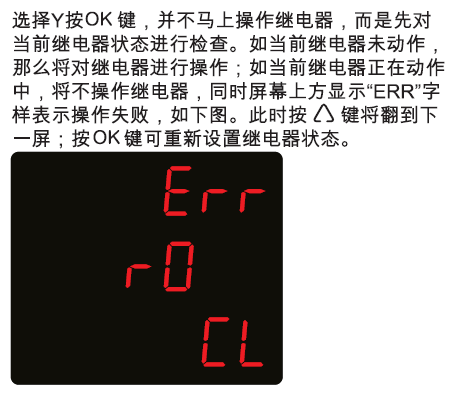 选择Y按OK 键，并不马上操作继电器，而是先对
当前继电器状态进行检查。如当前继电器未动作，
那么将对继电器进行操作；如当前继电器正在动作
中，将不操作继电器，同时屏幕上方显示“ERR”字
样表示操作失败，如下图。此时按 △ 键将翻到下
一屏；按OK 键可重新设置继电器状态。
Err
r0
CL